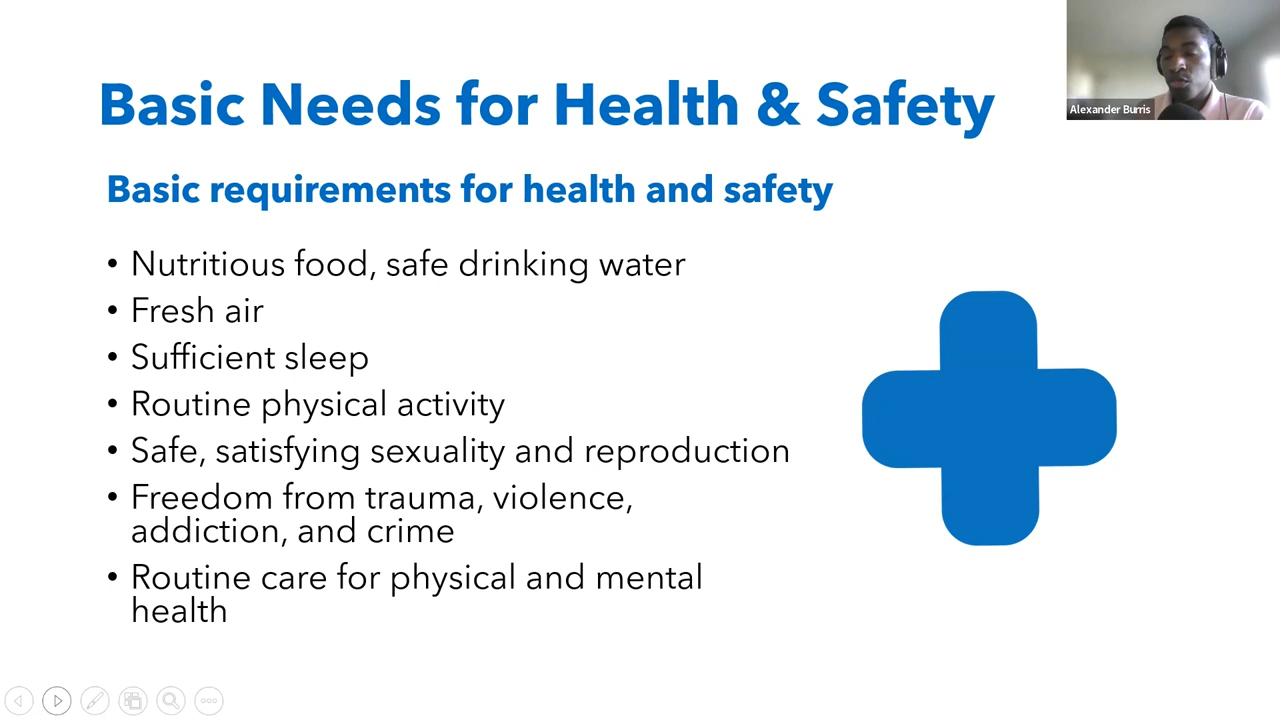 Basic Needs for Health & Safety
Alexander Burris
Basic requirements for health and safety
• Nutritious food, safe drinking water
• Fresh air
• Sufficient sleep
• Routine physical activity
• Safe, satisfying sexuality and reproduction
• Freedom from trauma, violence,
addiction, and crime
• Routine care for physical and mental
health